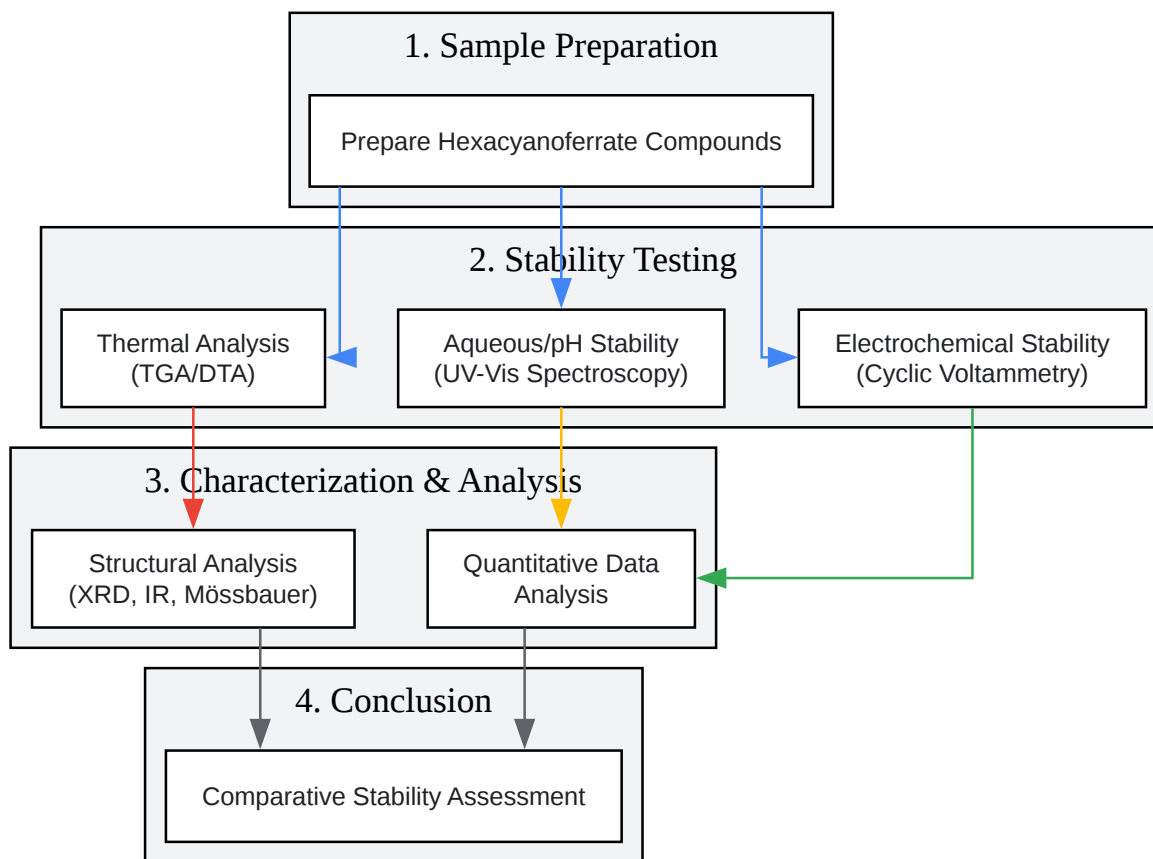 1. Sample Preparation
Prepare Hexacyanoferrate Compounds
2. Stability Testing
Thermal Analysis
(TGA/DTA)
Aqueous/pH Stability
(UV-Vis Spectroscopy)
Electrochemical Stability
(Cyclic Voltammetry)
3. Characterization & Analysis
Structural Analysis
(XRD, IR, Mössbauer)
Quantitative Data
Analysis
4. Conclusion
Comparative Stability Assessment